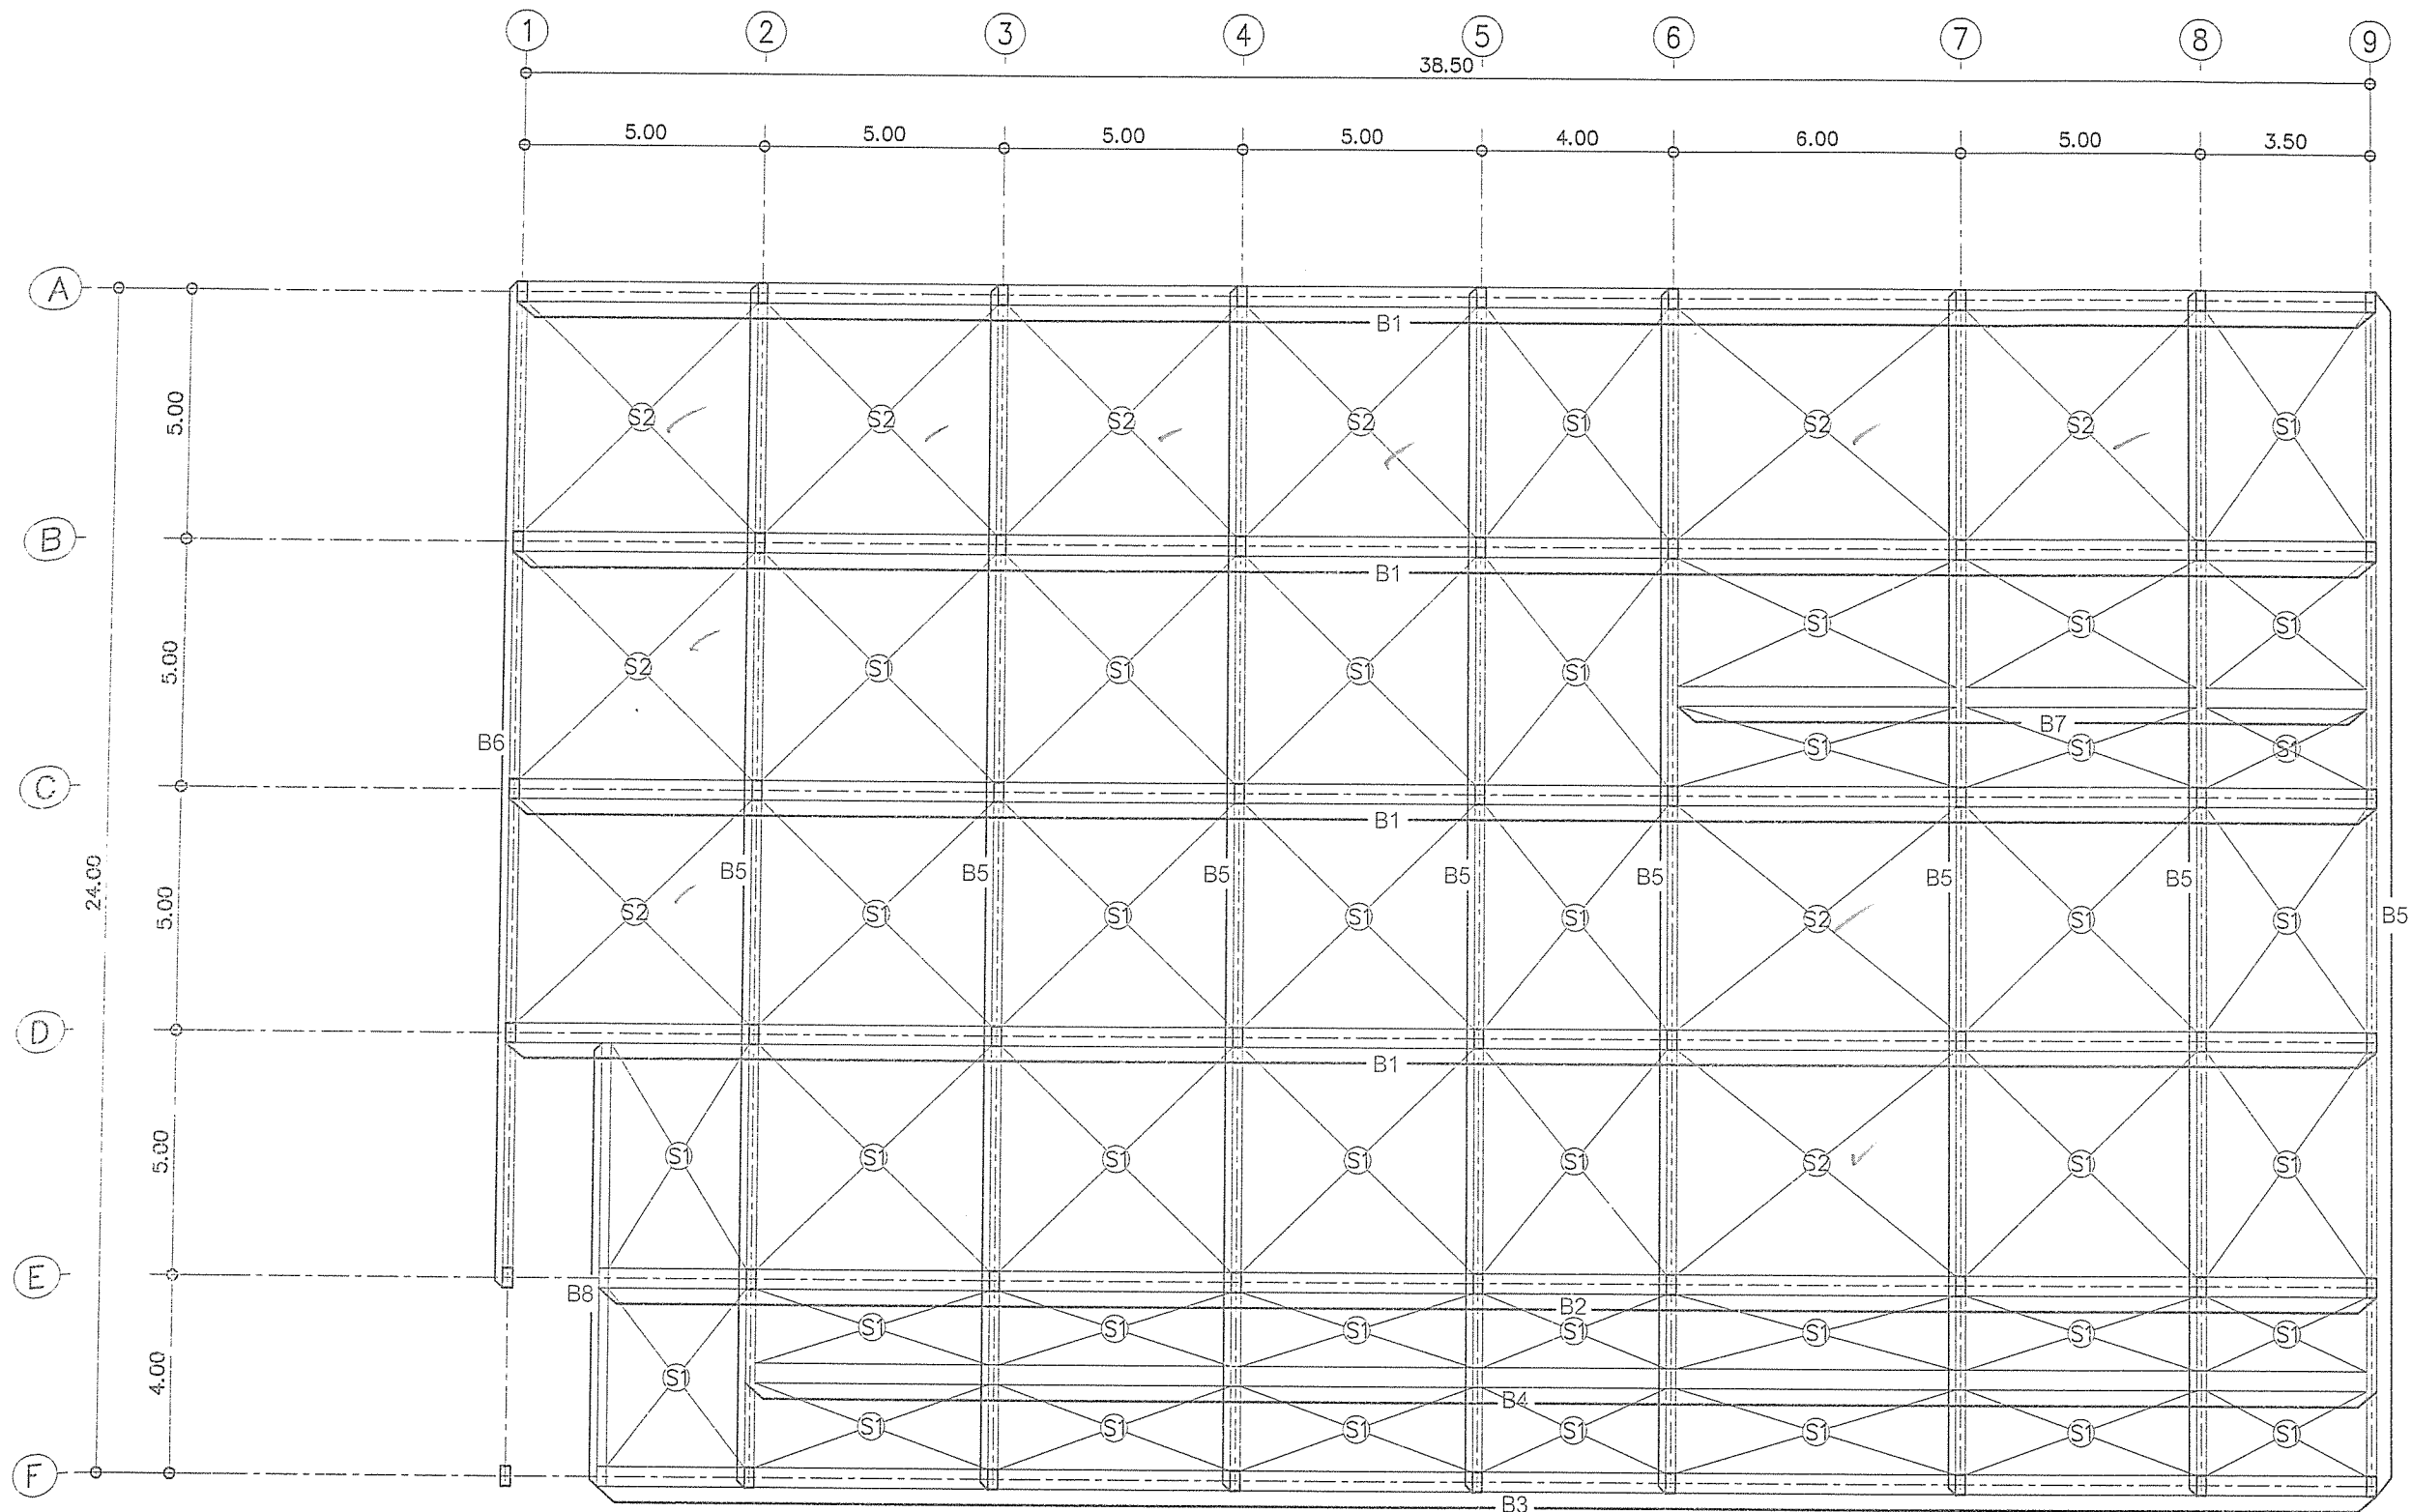 1 2 3 4 5 6 7 8 9
38.50
5.00 5.00 5.00 5.00 4.00 6.00 5.00 3.50
A
B1
5.00 S2 S2 S2 S2 S1 S2 S2 S1
B
B1
S1 S1 S1
5.00 S2 S1 S1 S1 S1
B7
B6
S1 S1 S1
C
B1
B5 B5 B5 B5 B5 B5 B5
24.00 5.00 S2 S1 S1 S1 S1 S2 S1 S1 B5
D
B1
5.00 S1 S1 S1 S1 S1 S2 S1 S1
E
B8
B2
S1 S1 S1 S1 S1 S1 S1
4.00 S1
B4
S1 S1 S1 S1 S1 S1 S1
F
B3